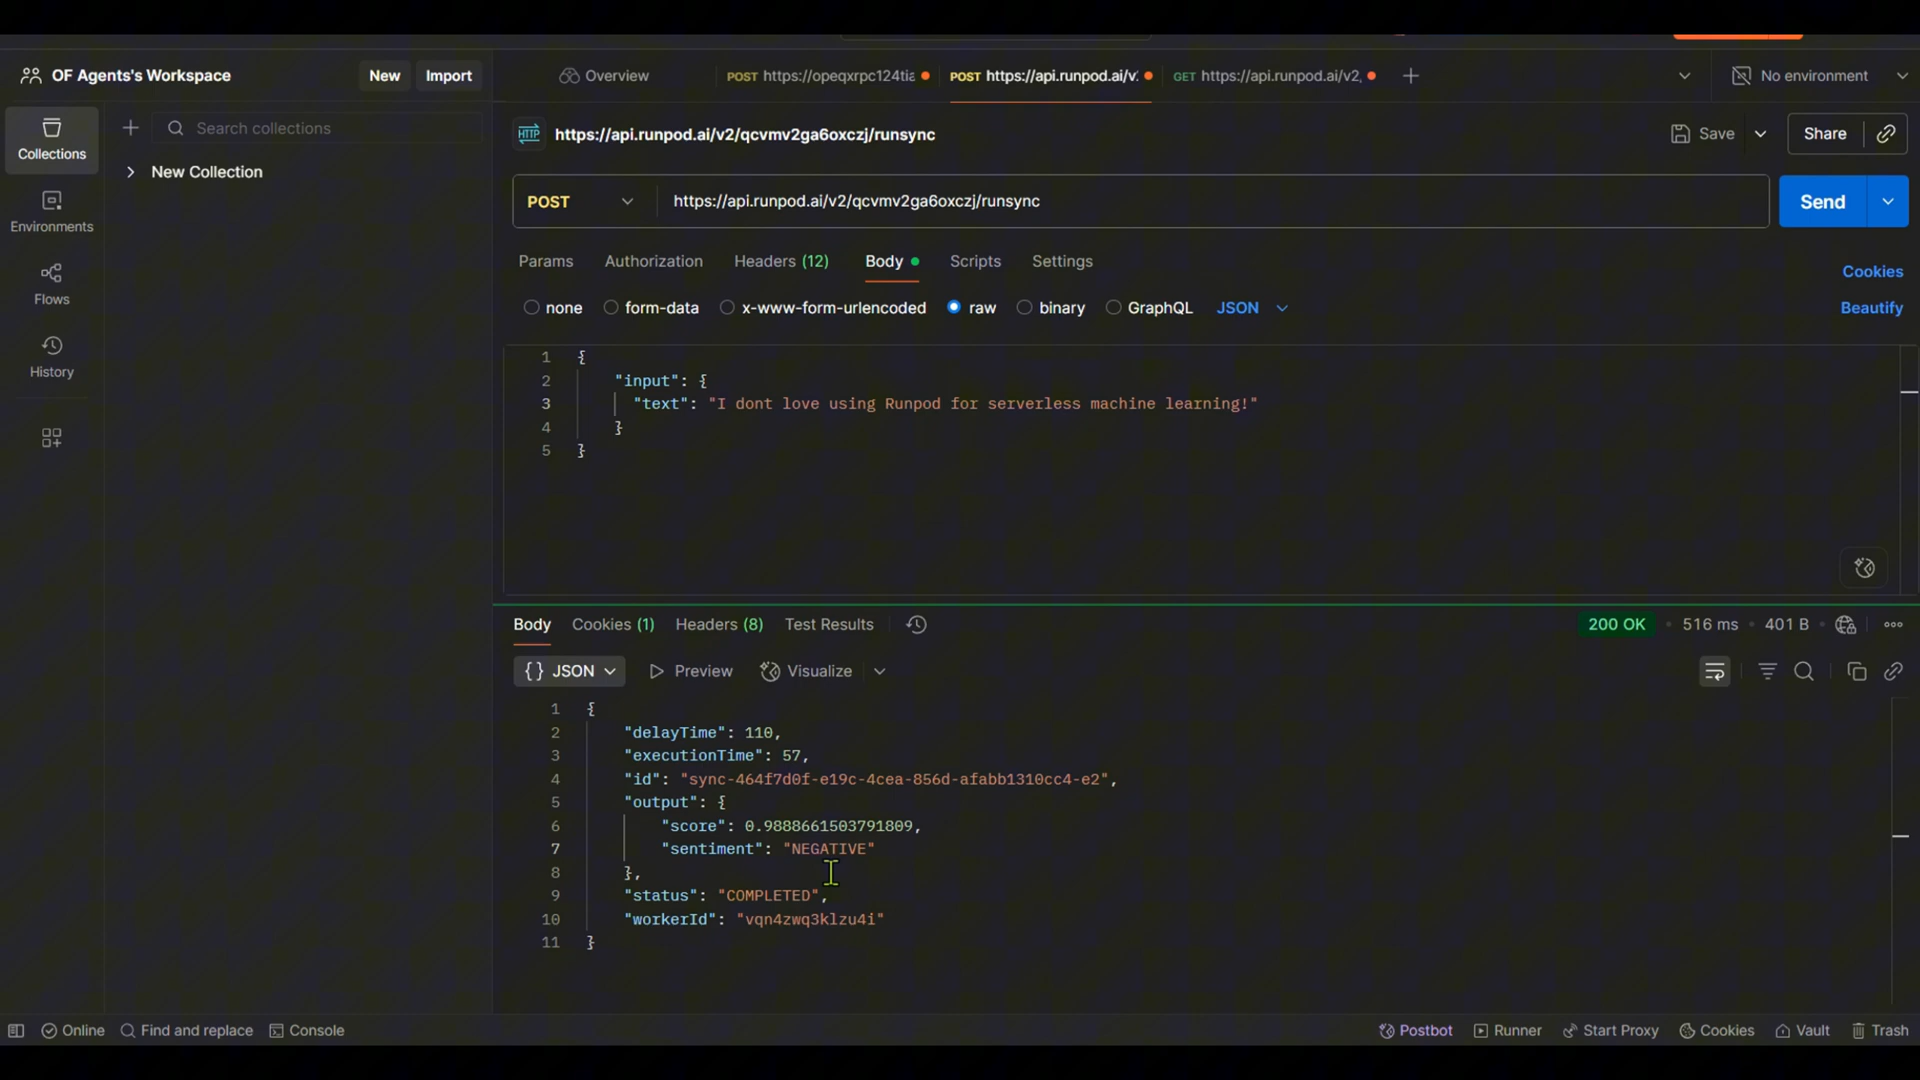 OF Agents's Workspace
New
Import
Overview
POST https://opeqxrpc124tia
POST https://api.runpod.ai/v:
GET https://api.runpod.ai/v2,
No environment
Collections
Search collections
New Collection
Environments
Flows
History
HTTP
https://api.runpod.ai/v2/qcvmv2ga6oxczj/runsync
Save
Share
POST
https://api.runpod.ai/v2/qcvmv2ga6oxczj/runsync
Send
Params
Authorization
Headers (12)
Body
Scripts
Settings
Cookies
none
form-data
x-www-form-urlencoded
raw
binary
GraphQL
JSON
Beautify
1 {
2 "input": {
3 "text": "I dont love using Runpod for serverless machine learning!"
4 }
5 }
Body
Cookies (1)
Headers (8)
Test Results
200 OK
516 ms
401 B
{} JSON
Preview
Visualize
1 {
2 "delayTime": 110,
3 "executionTime": 57,
4 "id": "sync-464f7d0f-e19c-4cea-856d-afabb1310cc4-e2",
5 "output": {
6 "score": 0.9888661503791809,
7 "sentiment": "NEGATIVE"
8 },
9 "status": "COMPLETED",
10 "workerId": "vqn4zwq3klzu4i"
11 }
Online
Find and replace
Console
Postbot
Runner
Start Proxy
Cookies
Vault
Trash